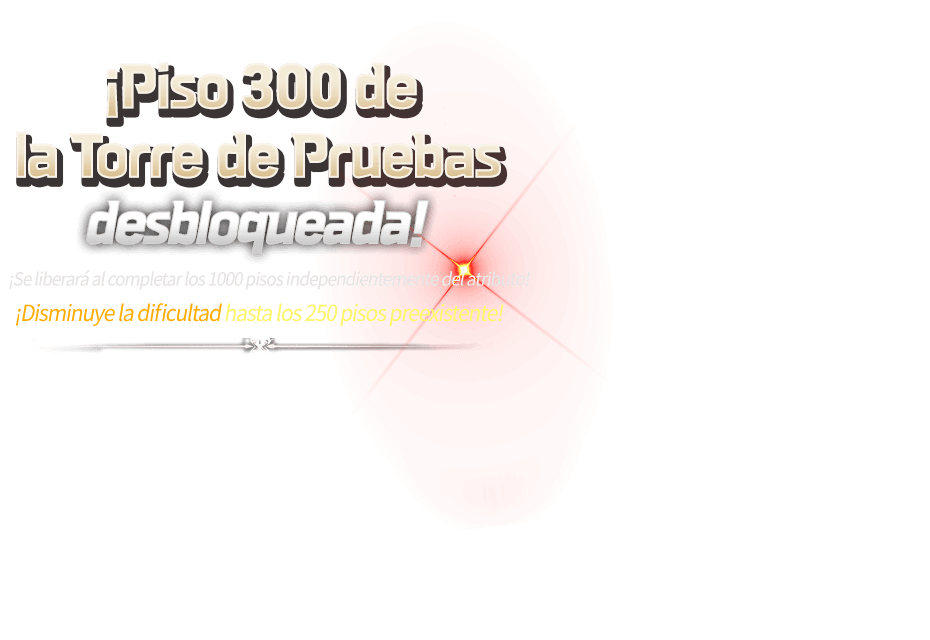 ¡Piso 300 de
la Torre de Pruebas
desbloqueada!
¡Se liberará al completar los 1000 pisos independientemente del atributo!
¡Disminuye la dificultad hasta los 250 pisos preexistente!